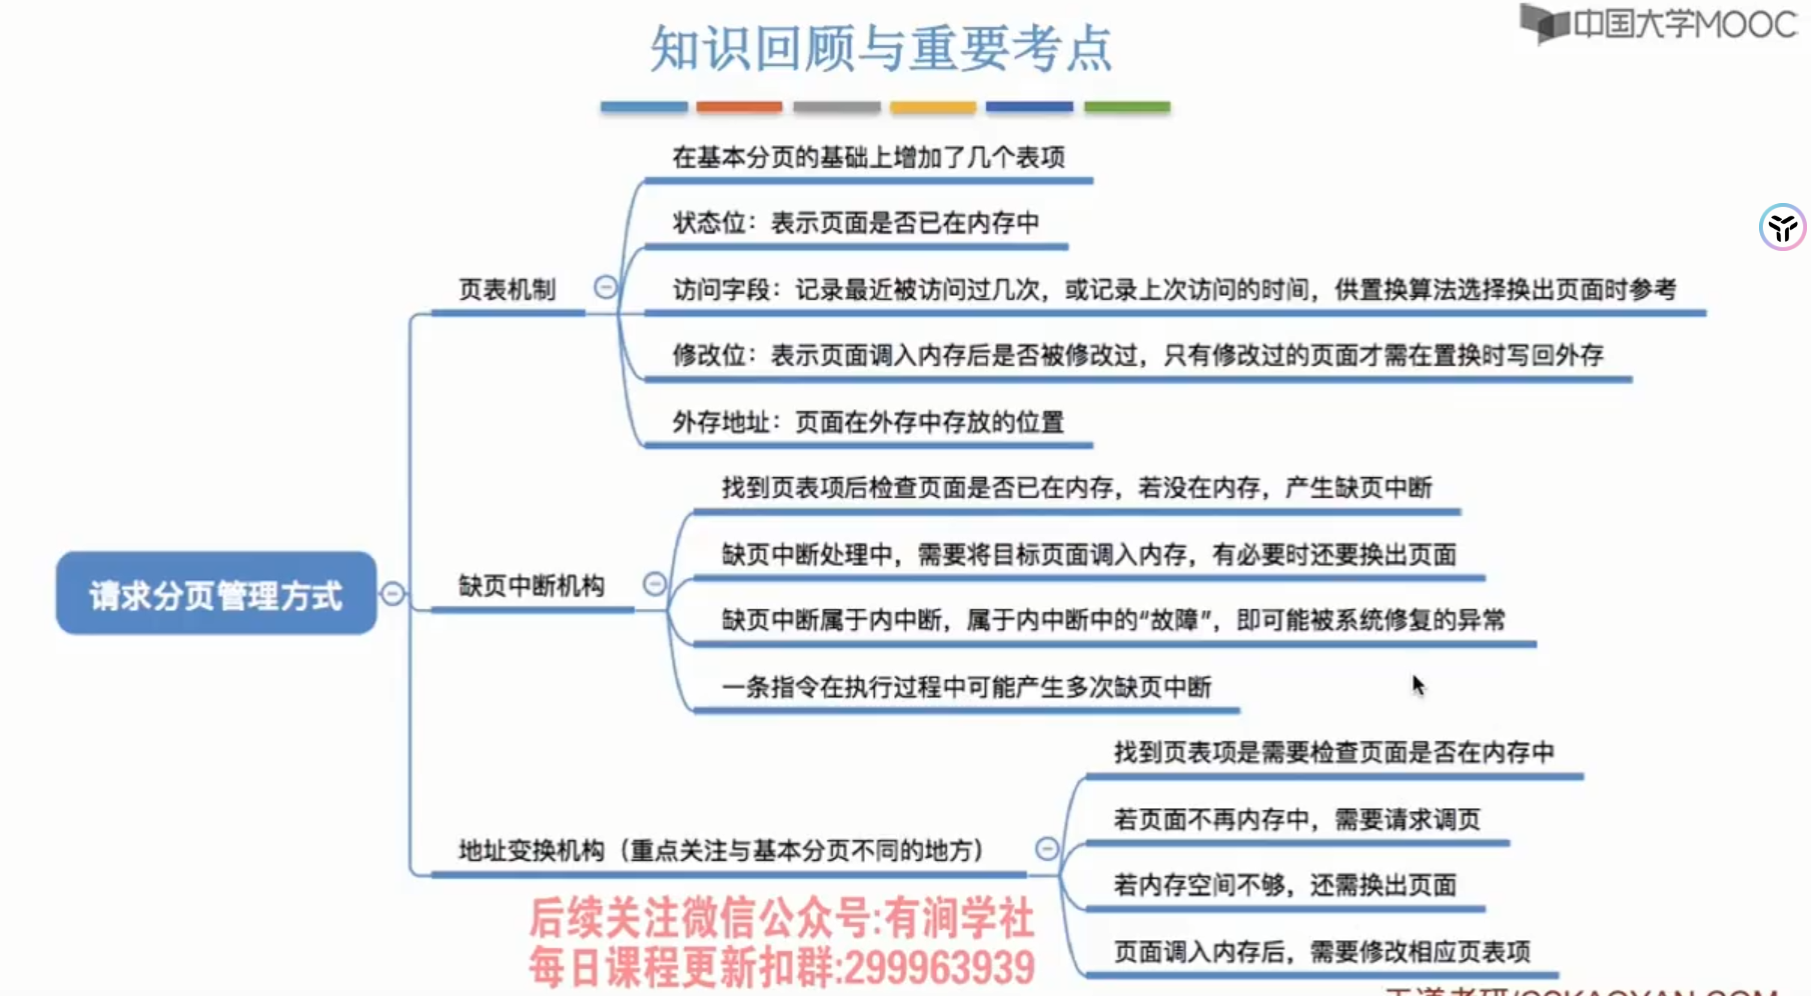 中国大学MOOC
知识回顾与重要考点
在基本分页的基础上增加了几个表项
状态位：表示页面是否已在内存中
页表机制
访问字段：记录最近被访问过几次，或记录上次访问的时间，供置换算法选择换出页面时参考
修改位：表示页面调入内存后是否被修改过，只有修改过的页面才需在置换时写回外存
外存地址：页面在外存中存放的位置
请求分页管理方式
找到页表项后检查页面是否已在内存，若没在内存，产生缺页中断
缺页中断处理中，需要将目标页面调入内存，有必要时还要换出页面
缺页中断机构
缺页中断属于内中断，属于内中断中的“故障”，即可能被系统修复的异常
一条指令在执行过程中可能产生多次缺页中断
找到页表项是需要检查页面是否在内存中
若页面不再内存中，需要请求调页
地址变换机构（重点关注与基本分页不同的地方）
若内存空间不够，还需换出页面
页面调入内存后，需要修改相应页表项
后续关注微信公众号:有涧学社
每日课程更新扣群:299963939
王道考研/CSKAOYAN.COM